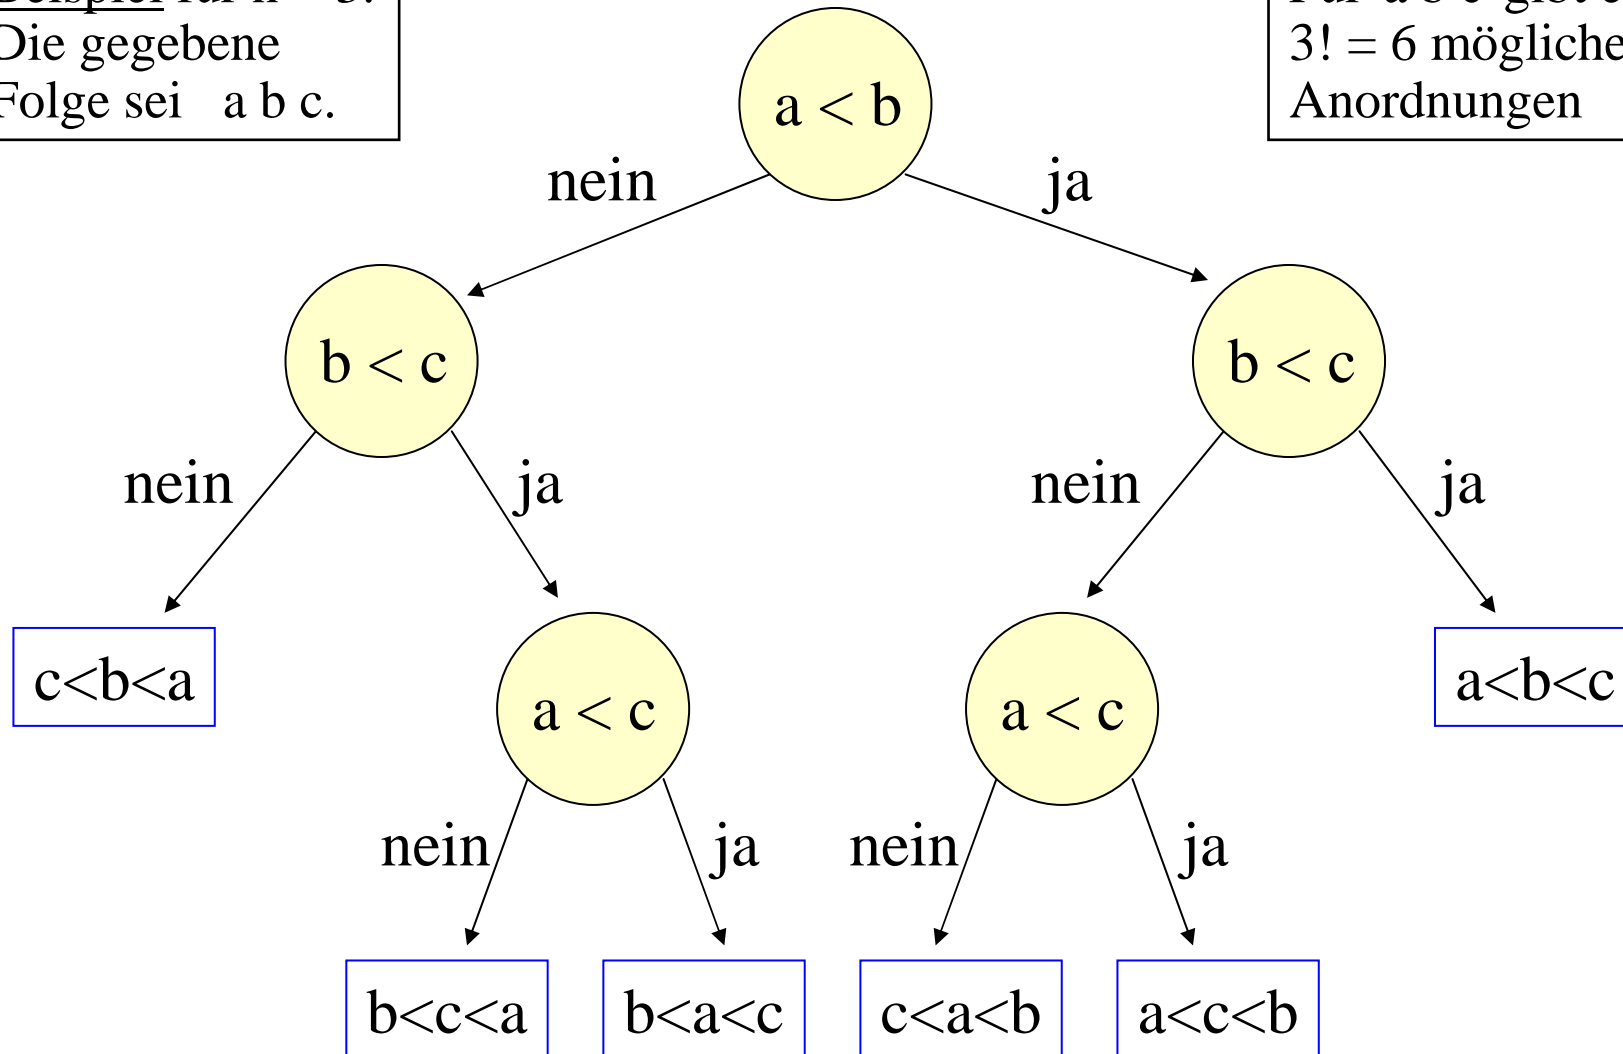 Die gegebene
Folge sei a b c.
3! = 6 mögliche
Anordnungen
a < b
nein
ja
b < c
b < c
nein
ja
nein
ja
c<b<a
a < c
a < c
a<b<c
nein
ja
nein
ja
b<c<a
b<a<c
c<a<b
a<c<b